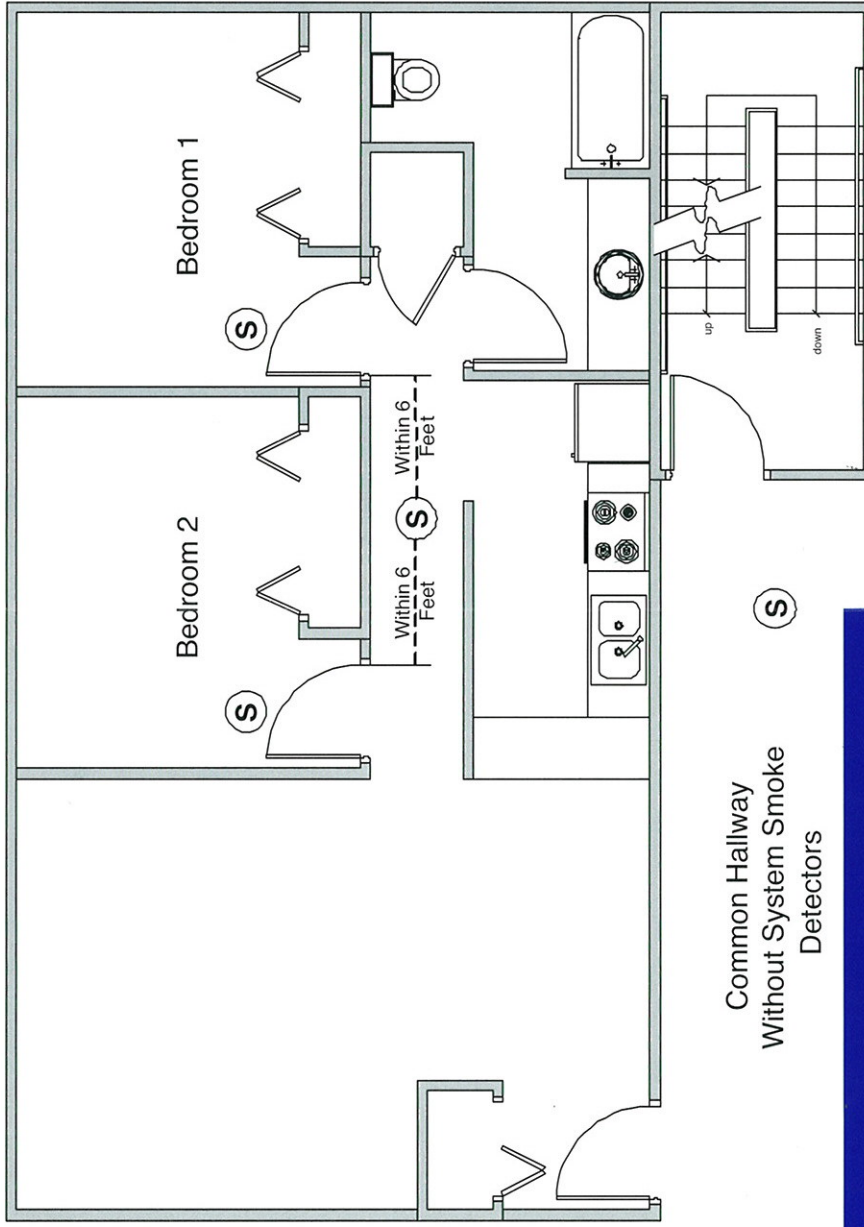 Bedroom 1
S
Bedroom 2
S
Within 6
Feet
S
Within 6
Feet
up
down
S
Common Hallway
Without System Smoke
Detectors